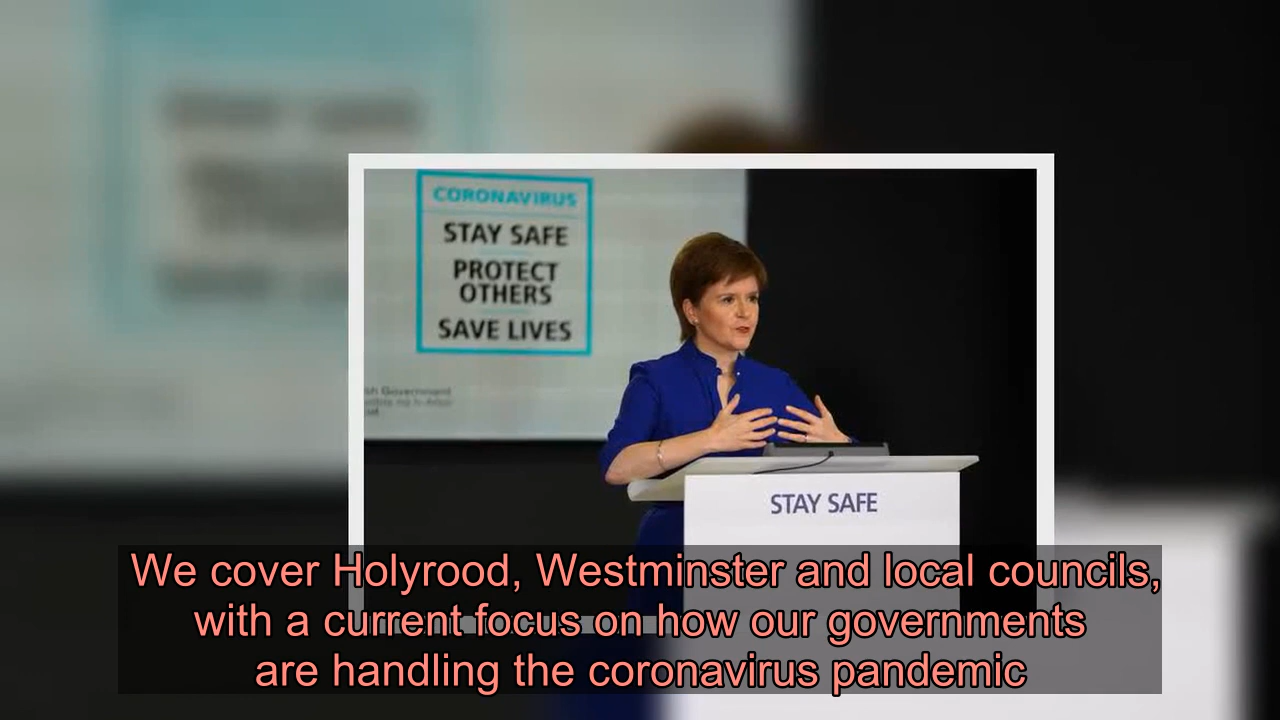 CORONAVIRUS
STAY SAFE
PROTECT
OTHERS
SAVE LIVES
Government
STAY SAFE
We cover Holyrood, Westminster and local councils,
with a current focus on how our governments
are handling the coronavirus pandemic